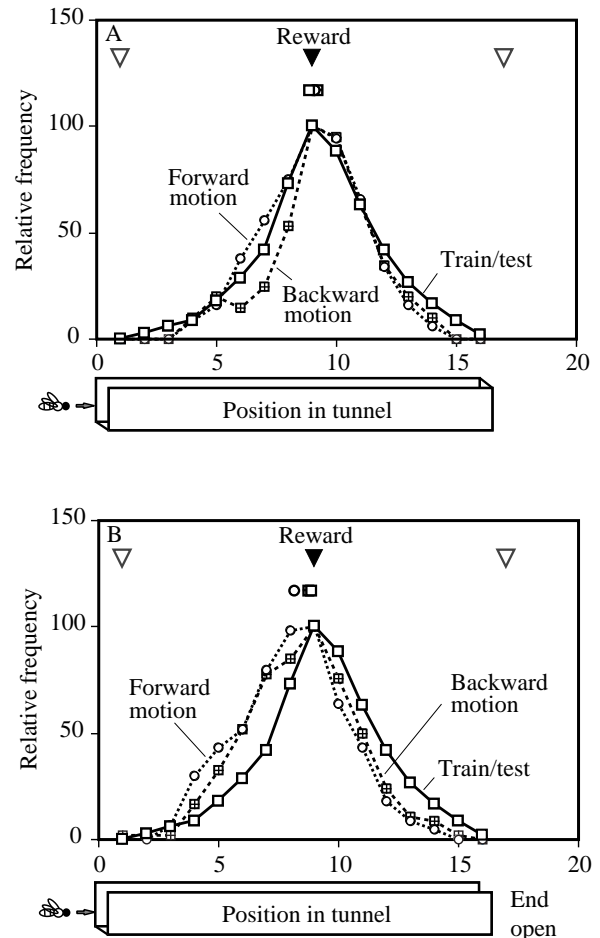 A
Reward
150
100
50
0
Relative frequency
Forward
motion
Backward
motion
Train/test
0
5
10
15
20
Position in tunnel
B
Reward
150
100
50
0
Relative frequency
Forward
motion
Backward
motion
Train/test
0
5
10
15
20
Position in tunnel
End
open